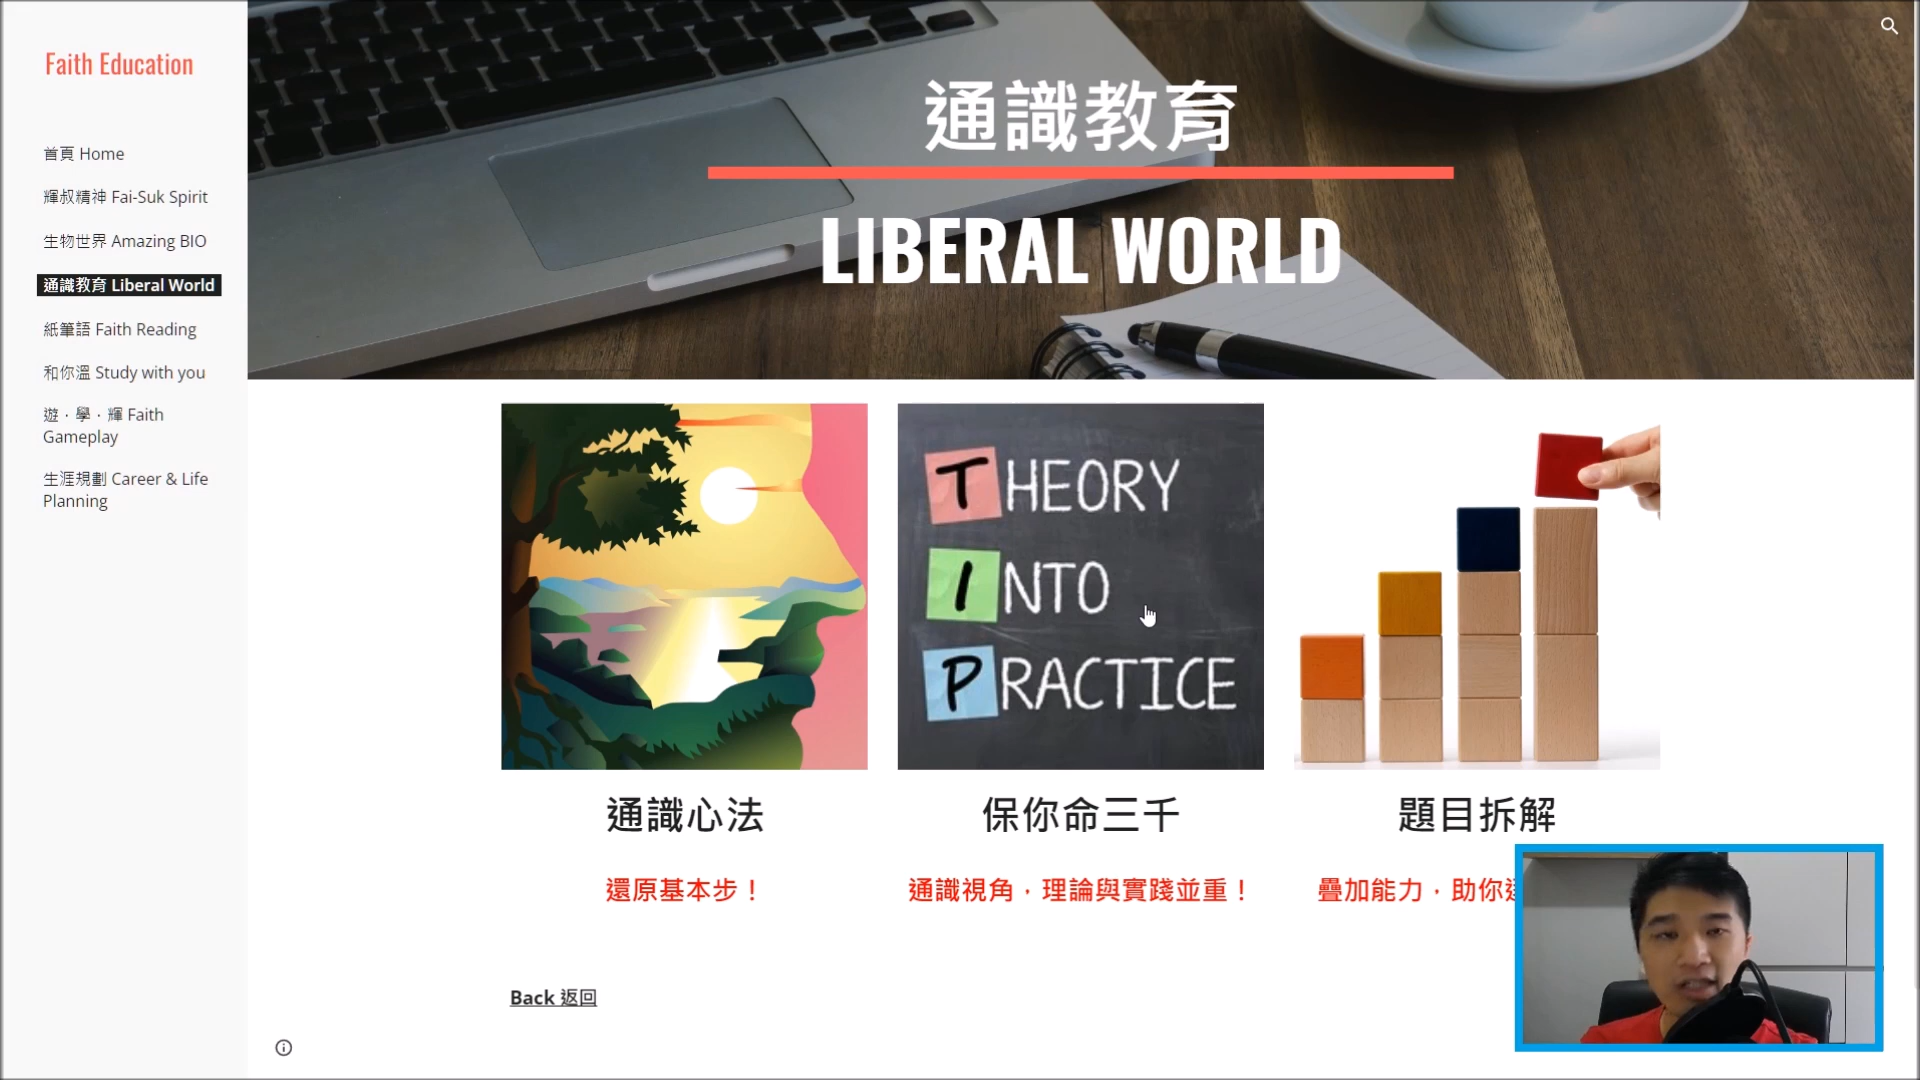 Faith Education
首頁 Home
輝叔精神 Fai-Suk Spirit
生物世界 Amazing BIO
通識教育 Liberal World
紙筆語 Faith Reading
和你溫 Study with you
遊．學．輝 Faith
Gameplay
生涯規劃 Career & Life
Planning
通識教育
LIBERAL WORLD
THEORY
INTO
PRACTICE
通識心法
保你命三千
題目拆解
還原基本步！
通識視角，理論與實踐並重！
疊加能力，助你
Back 返回